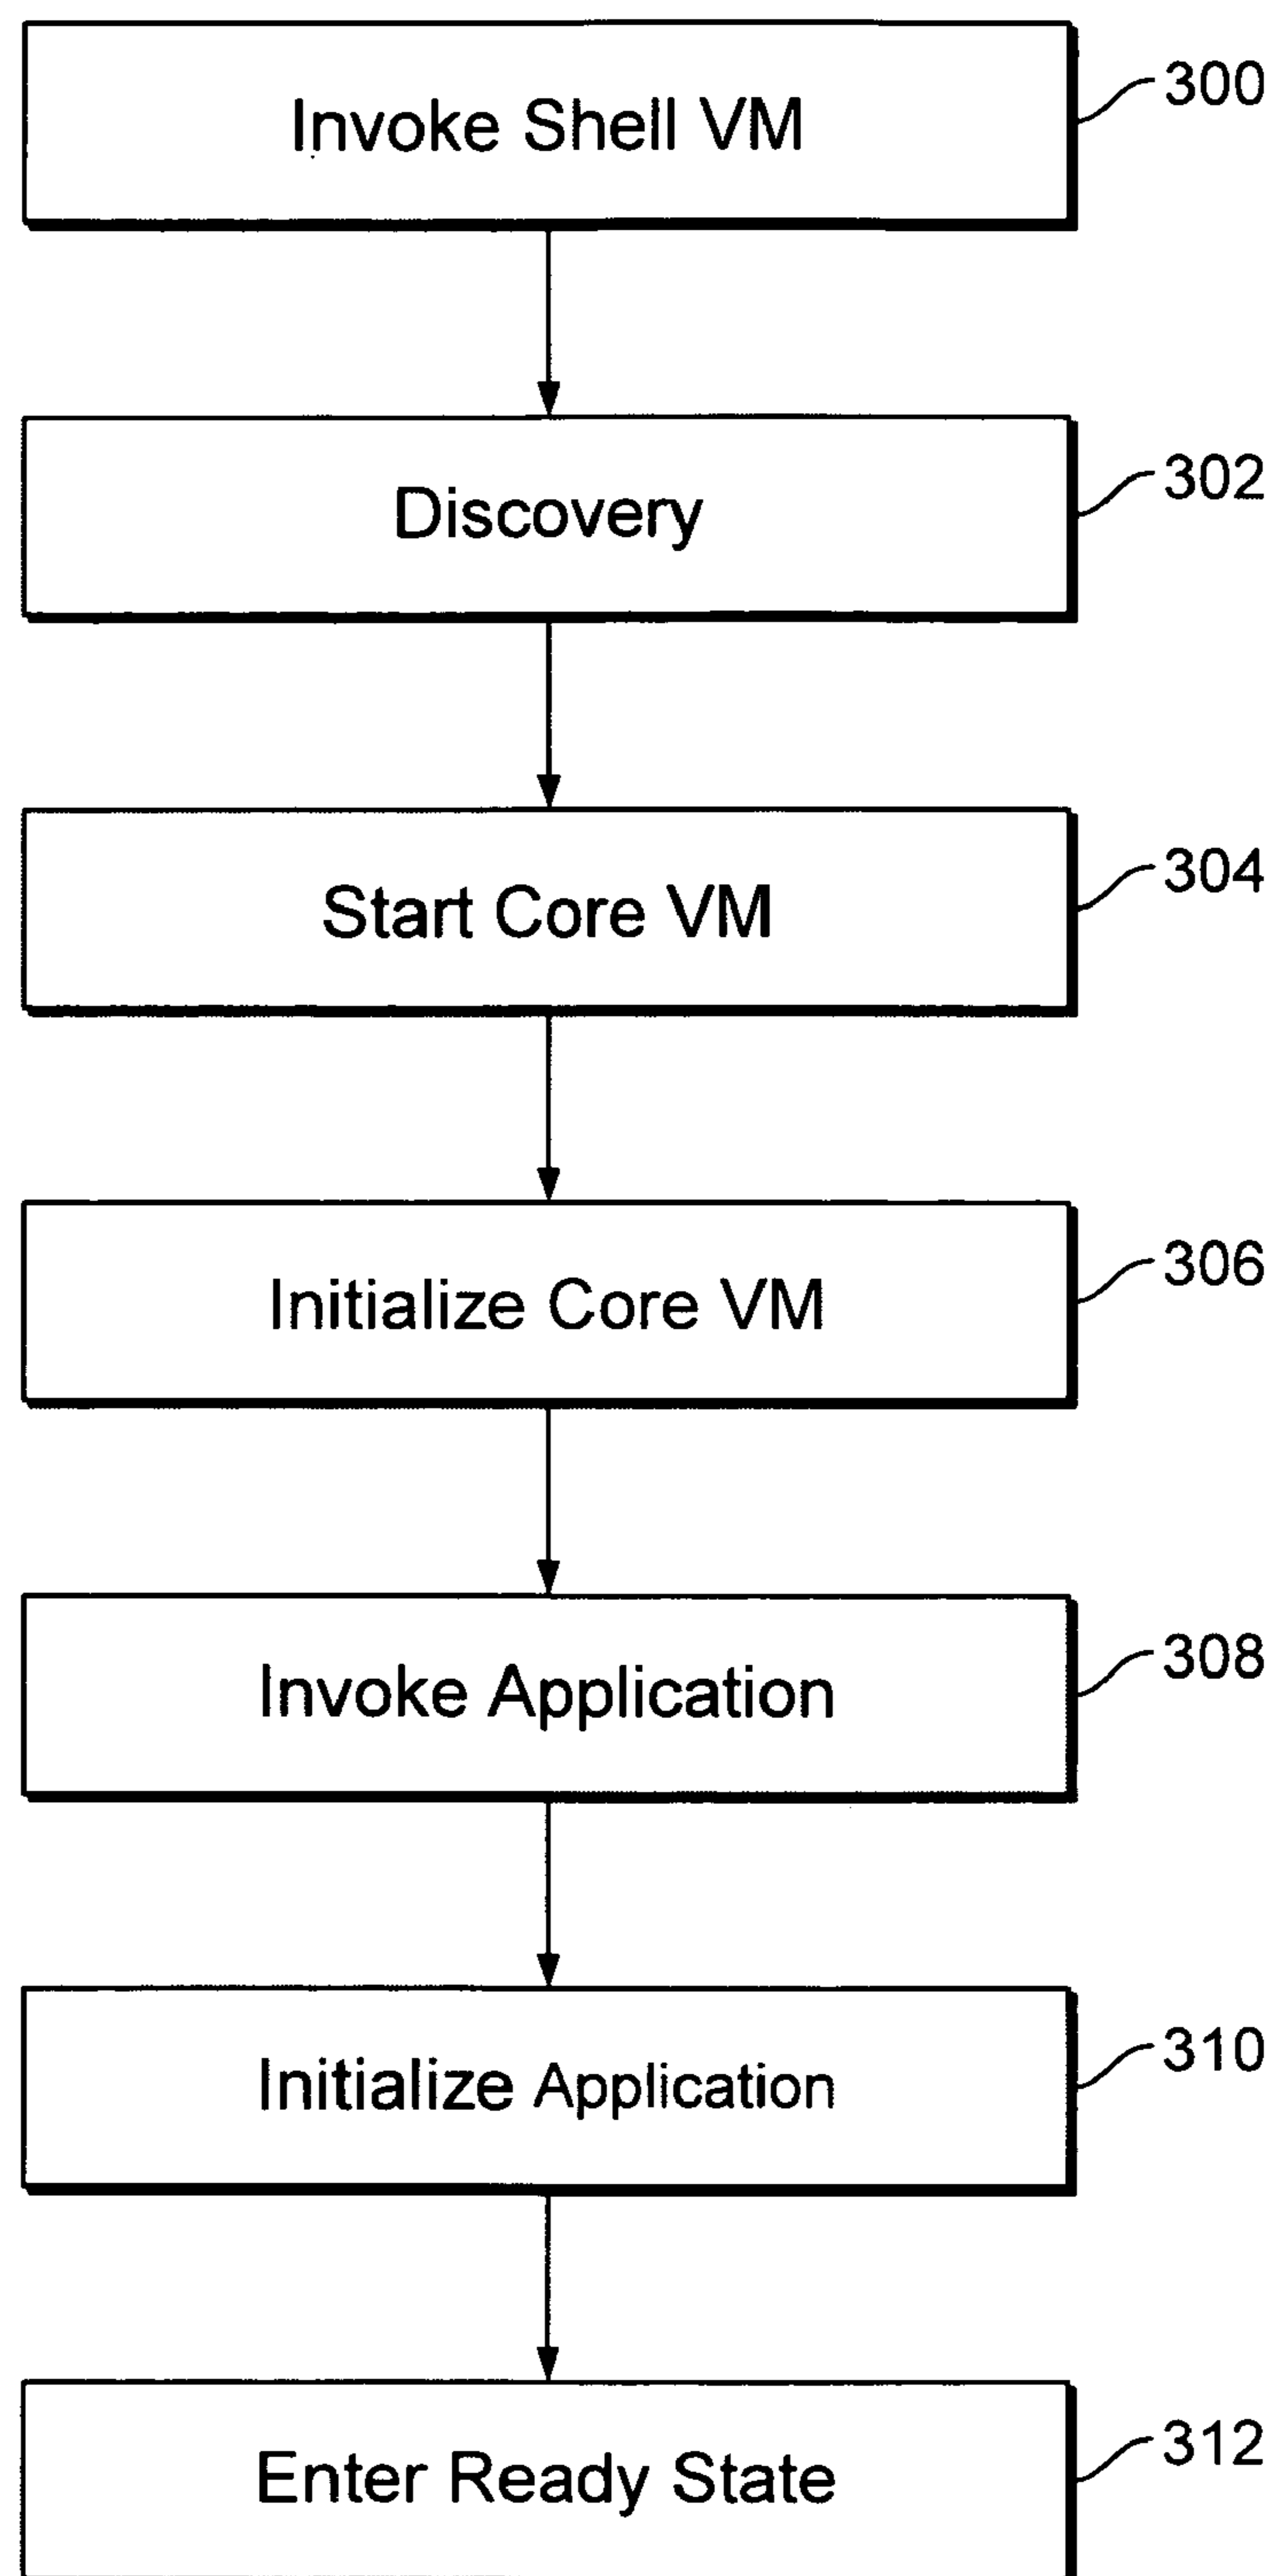 Invoke Shell VM
300
Discovery
302
Start Core VM
304
Initialize Core VM
306
Invoke Application
308
Initialize Application
310
Enter Ready State
312